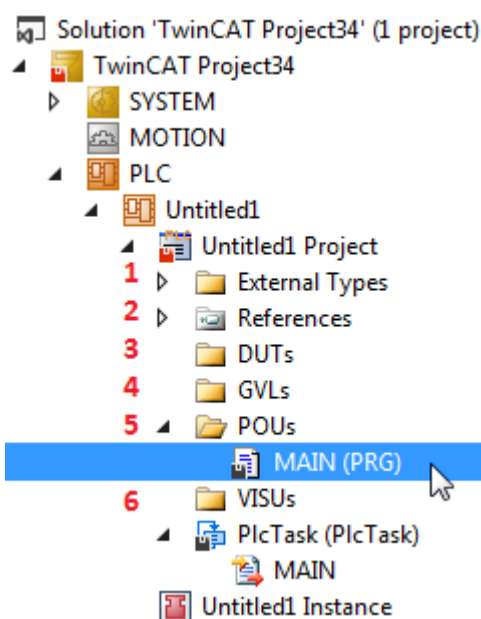 Solution 'TwinCAT Project34' (1 project)
TwinCAT Project34
SYSTEM
MOTION
PLC
Untitled1
Untitled1 Project
1 External Types
2 References
3 DUTs
4 GVLs
5 POUs
MAIN (PRG)
6 VISUs
PlcTask (PlcTask)
MAIN
Untitled1 Instance